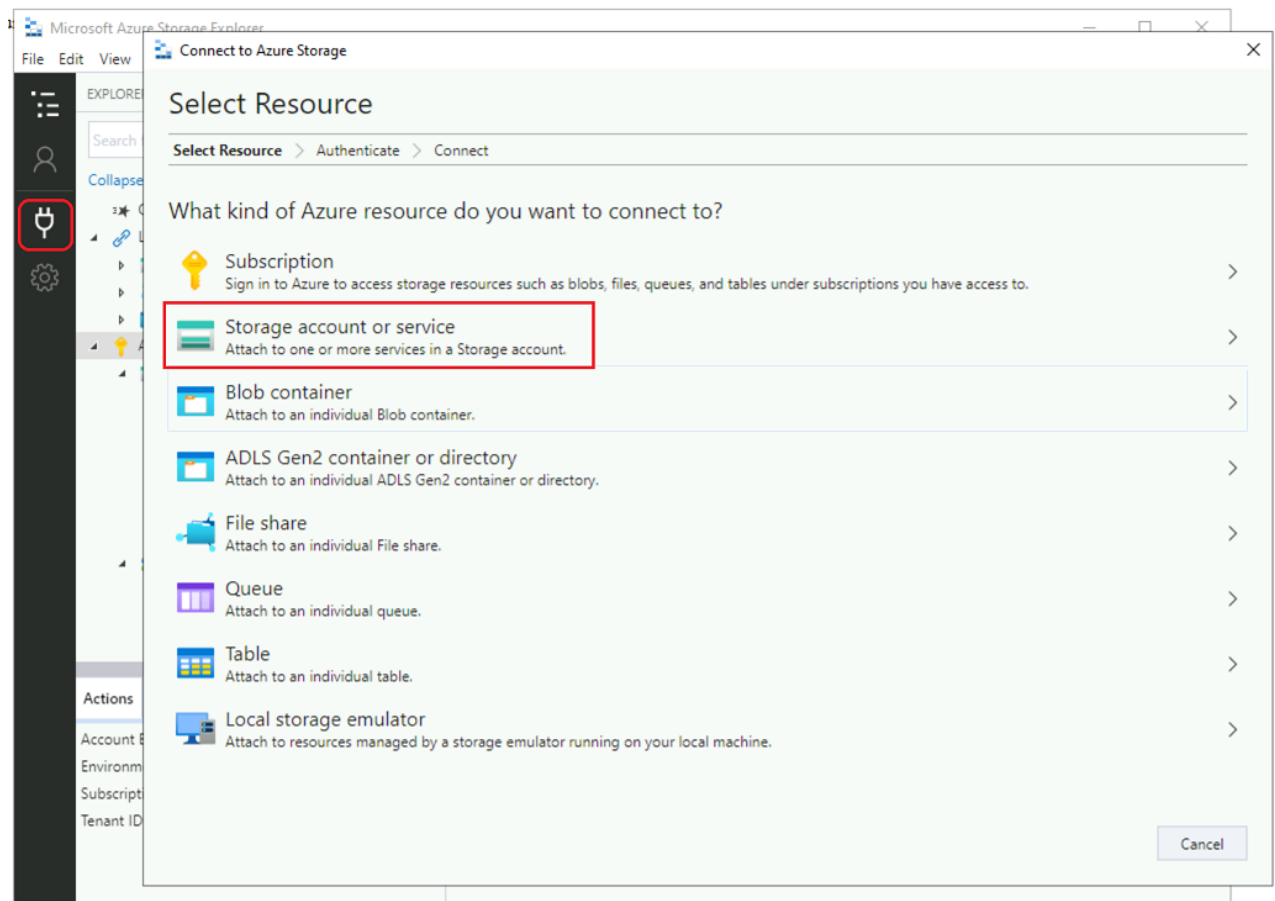 Microsoft Azure Storage Explorer
File Edit View
Connect to Azure Storage
EXPLORER
Search
Collapse
Select Resource
Select Resource > Authenticate > Connect
What kind of Azure resource do you want to connect to?
Subscription
Sign in to Azure to access storage resources such as blobs, files, queues, and tables under subscriptions you have access to.
Storage account or service
Attach to one or more services in a Storage account.
Blob container
Attach to an individual Blob container.
ADLS Gen2 container or directory
Attach to an individual ADLS Gen2 container or directory.
File share
Attach to an individual File share.
Queue
Attach to an individual queue.
Table
Attach to an individual table.
Local storage emulator
Attach to resources managed by a storage emulator running on your local machine.
Actions
Account
Tenant ID
Cancel